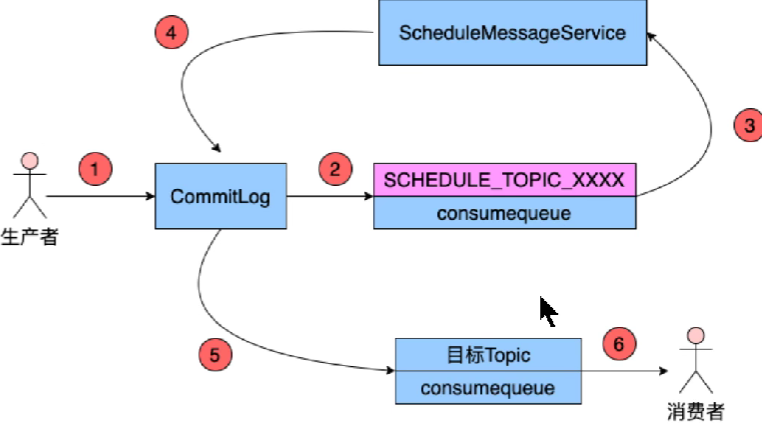 4
ScheduleMessageService
3
1
2
CommitLog
SCHEDULE_TOPIC_XXXX
consumequeue
生产者
5
目标Topic
consumequeue
6
消费者